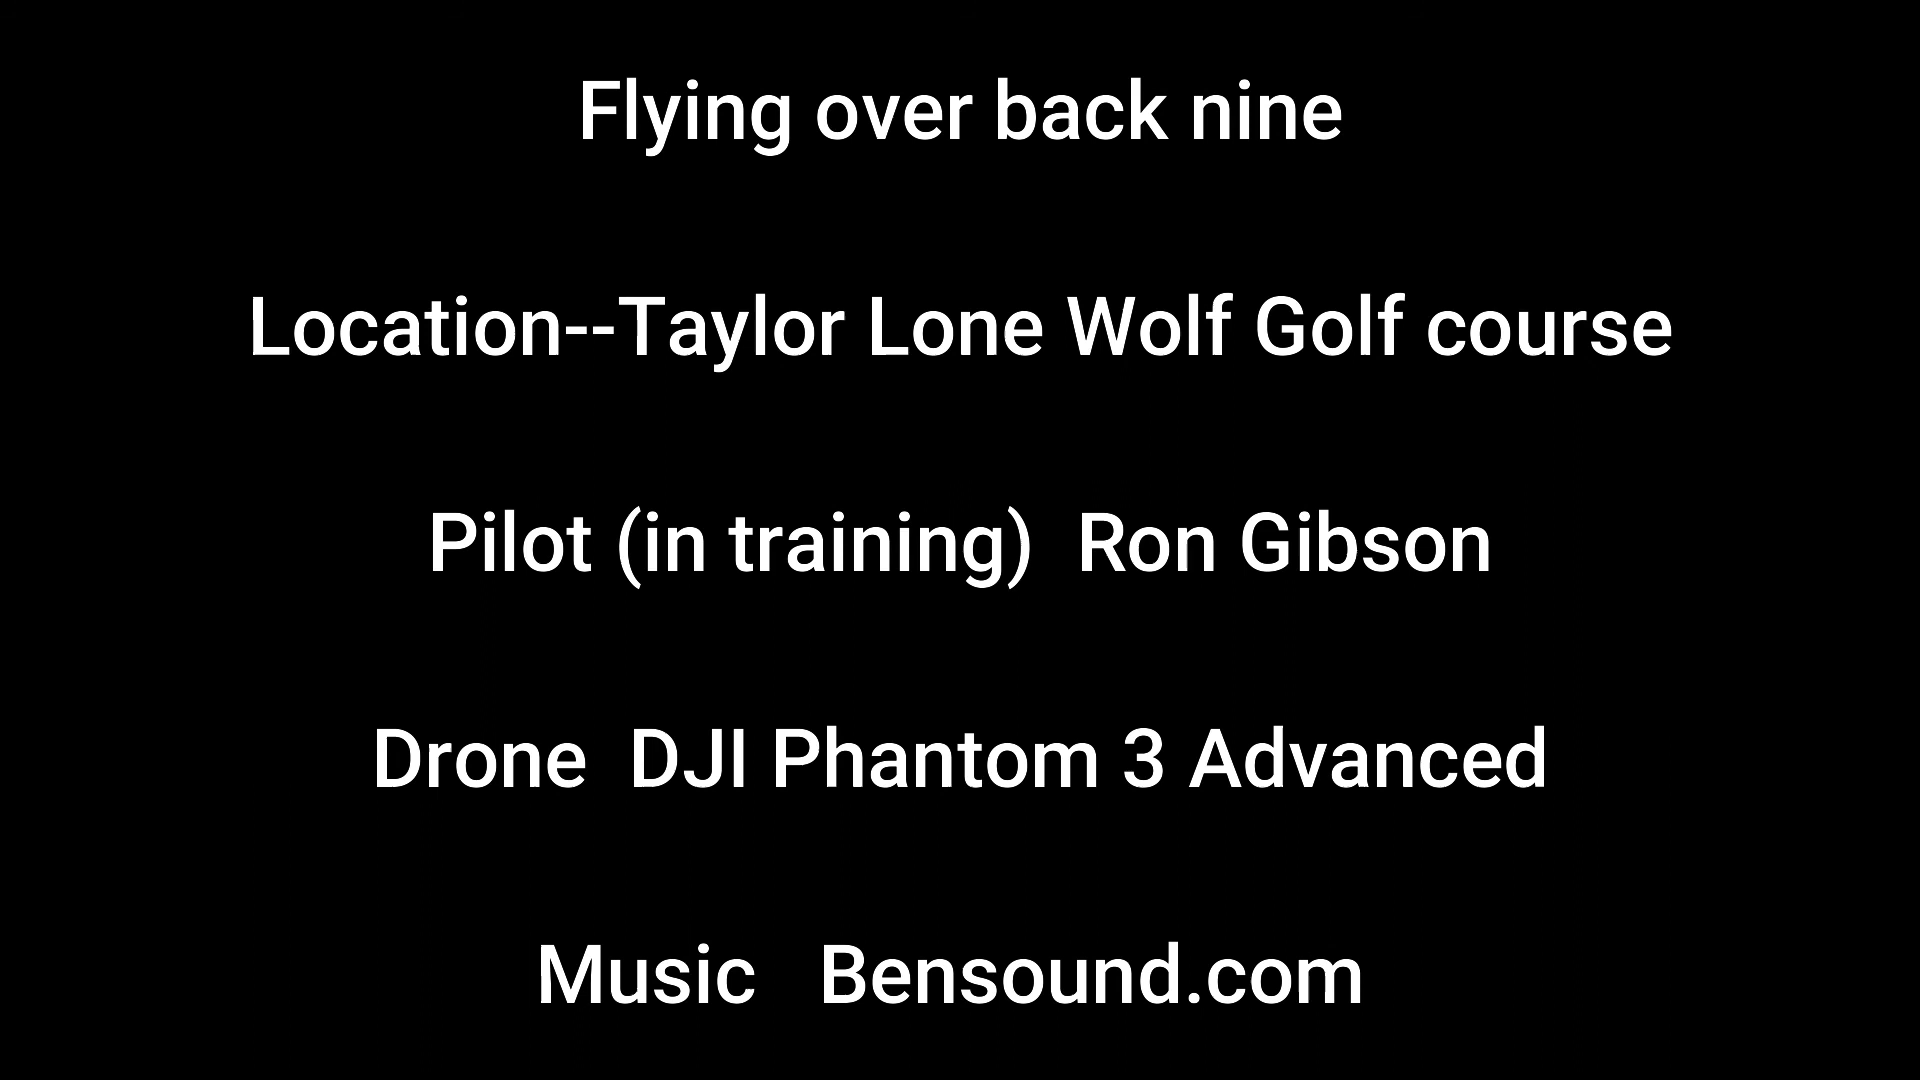 Flying over back nine
Location--Taylor Lone Wolf Golf course
Pilot (in training)  Ron Gibson
Drone  DJI Phantom 3 Advanced
Music   Bensound.com